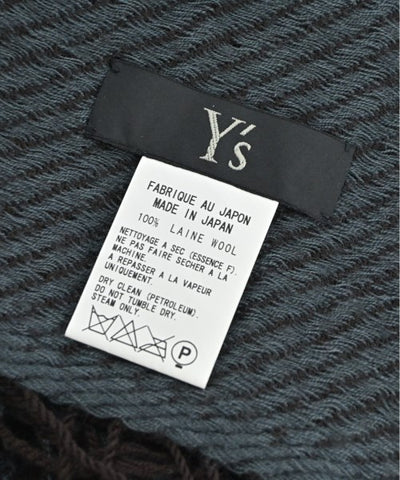 Y's
FABRIQUE AU JAPON
MADE IN JAPAN
100% LAINE WOOL
NETTOYAGE A SEC (ESSENCE F).
NE PAS FAIRE SECHER A LA
MACHINE.
A REPASSER A LA VAPEUR
UNIQUEMENT.
DRY CLEAN (PETROLEUM).
DO NOT TUMBLE DRY.
STEAM ONLY.
P